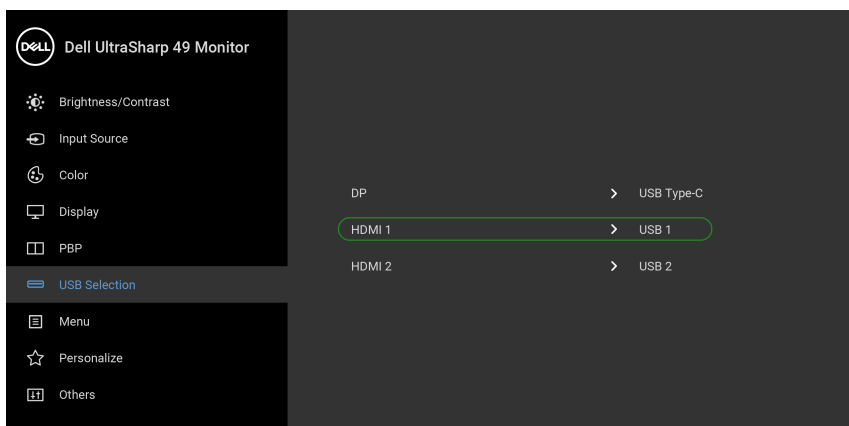 DELL
Dell UltraSharp 49 Monitor
Brightness/Contrast
Input Source
Color
Display
PBP
USB Selection
Menu
Personalize
Others
DP USB Type-C
HDMI 1 USB 1
HDMI 2 USB 2